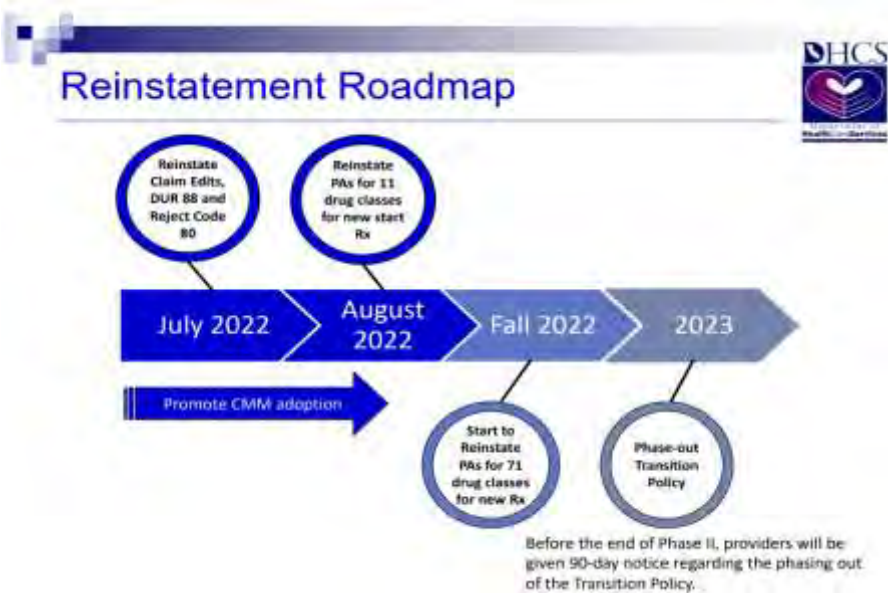 DHCS
HealthCareServices
Reinstatement Roadmap
Reinstate
Claim Edits,
DUR 88 and
Reject Code
80
Reinstate
PAs for 11
drug classes
for new start
Rx
July 2022
August
2022
Fall 2022
2023
Promote CMM adoption
Start to
Reinstate
PAs for 71
drug classes
for new Rx
Phase-out
Transition
Policy
Before the end of Phase II, providers will be
given 90-day notice regarding the phasing out
of the Transition Policy.